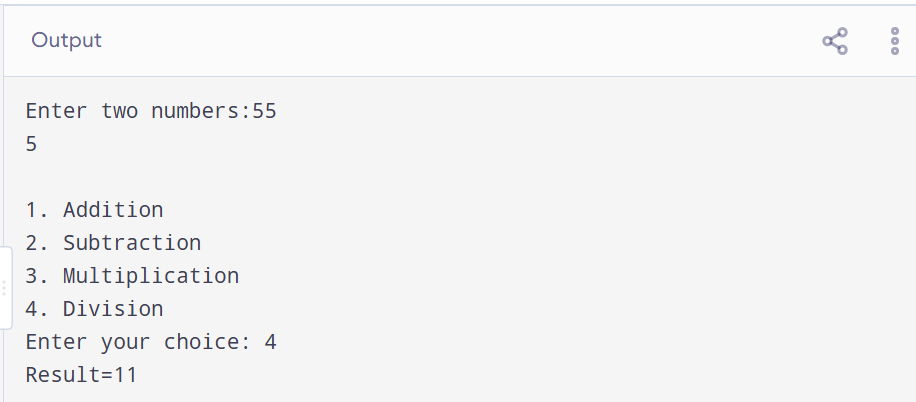 Output
Enter two numbers:55
5
1. Addition
2. Subtraction
3. Multiplication
4. Division
Enter your choice: 4
Result=11